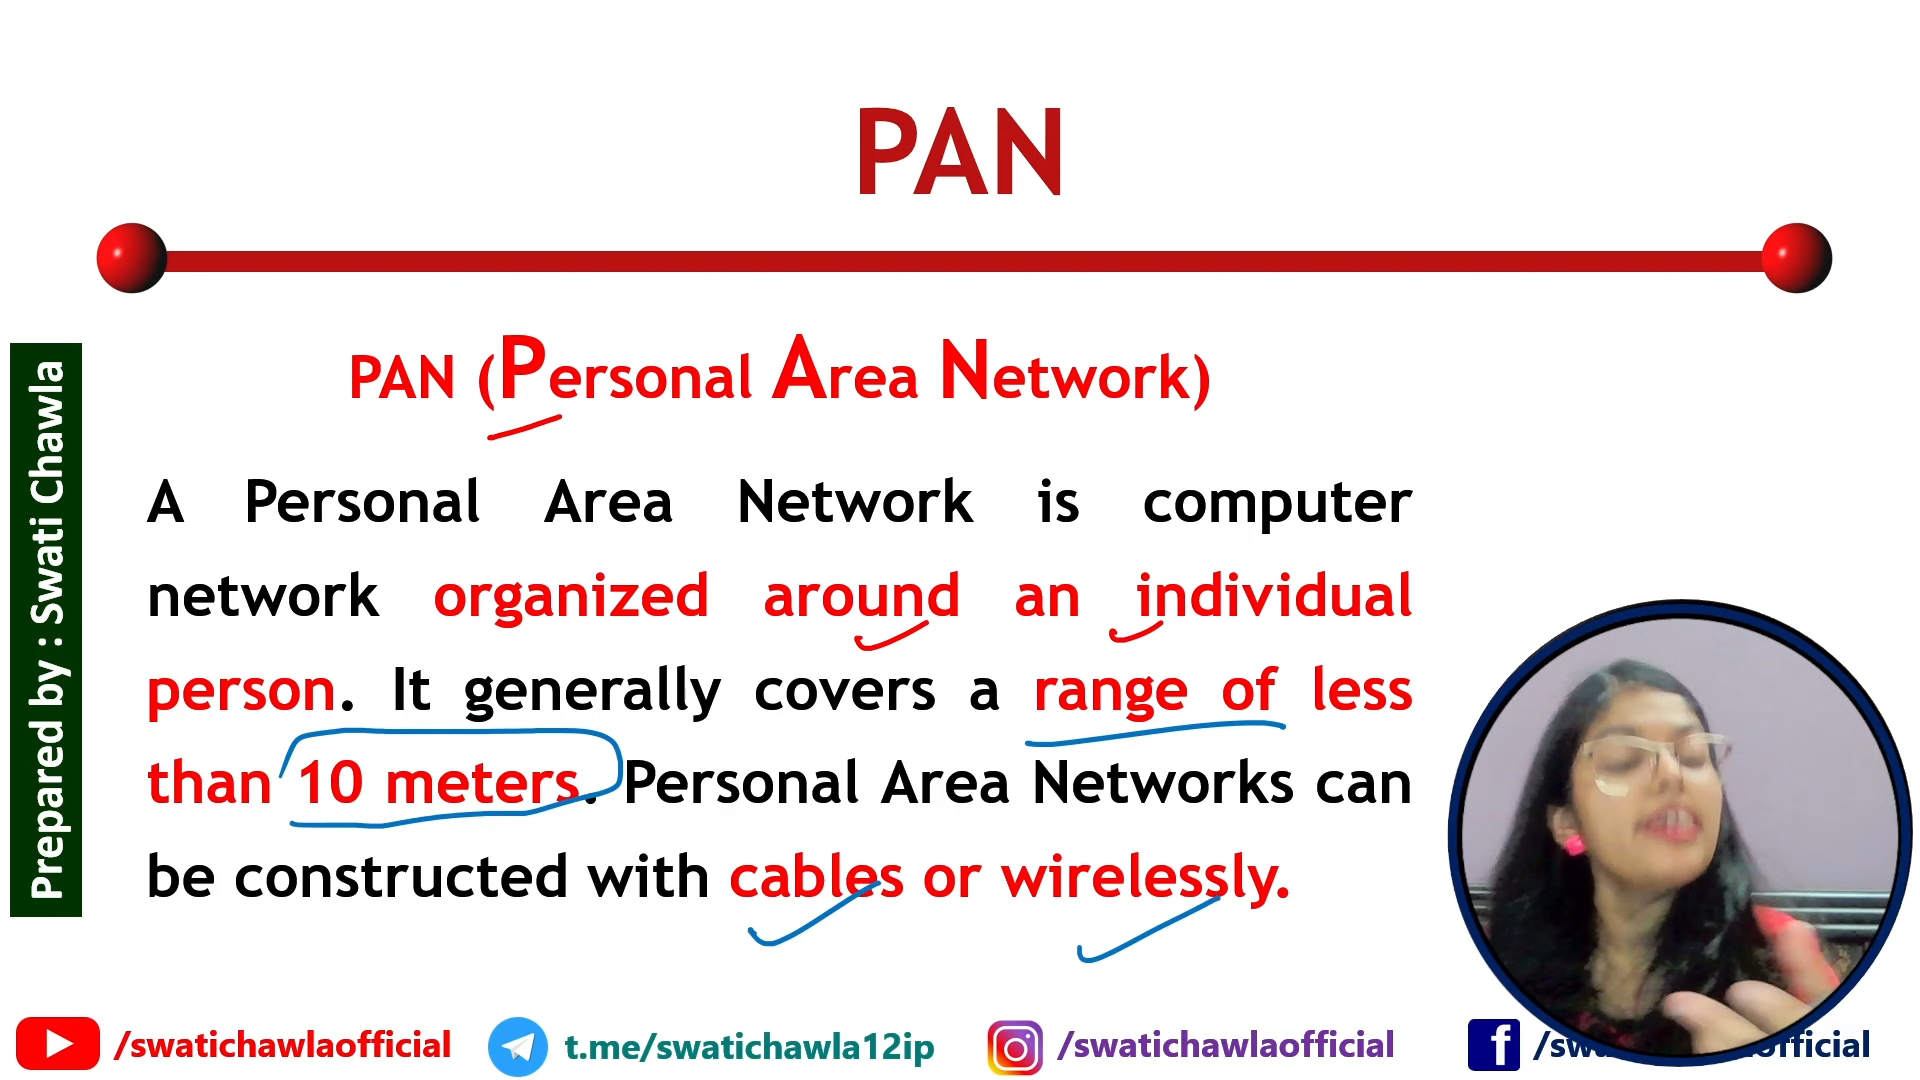 PAN
PAN (Personal Area Network)
A Personal Area Network is computer
network organized around an individual
person. It generally covers a range of less
than 10 meters. Personal Area Networks can
be constructed with cables or wirelessly.
Prepared by : Swati Chawla
/swatichawlaofficial
t.me/swatichawla12ip
/swatichawlaofficial